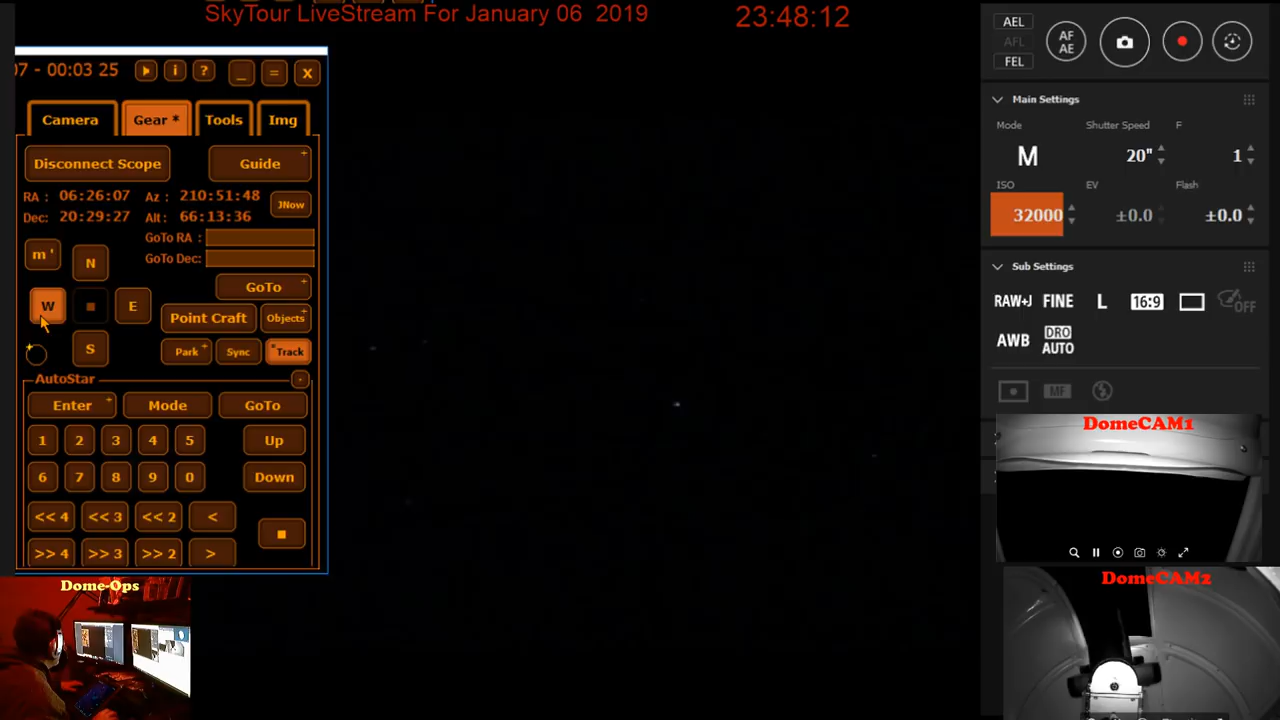 SkyTour LiveStream For January 06 2019
23:48:12
07 - 00:03 25
i
?
_
=
X
Camera
Gear *
Tools
Img
Disconnect Scope
Guide
+
RA : 06:26:07 Az : 210:51:48
JNow
Dec: 20:29:27 Alt : 66:13:36
GoTo RA :
GoTo Dec:
m '
N
GoTo
+
W
E
Point Craft
Objects
+
S
Park
+
Sync
*Track
AutoStar
-
Enter
+
Mode
GoTo
1
2
3
4
5
Up
6
7
8
9
0
Down
<< 4
<< 3
<< 2
<
>> 4
>> 3
>> 2
>
Dome-Ops
AEL
AFL
FEL
AF
AE
Main Settings
Mode
Shutter Speed
F
M
20"
1
ISO
EV
Flash
32000
±0.0
±0.0
Sub Settings
RAW+J
FINE
L
16:9
OFF
AWB
DRO
AUTO
MF
DomeCAM1
DomeCAM2